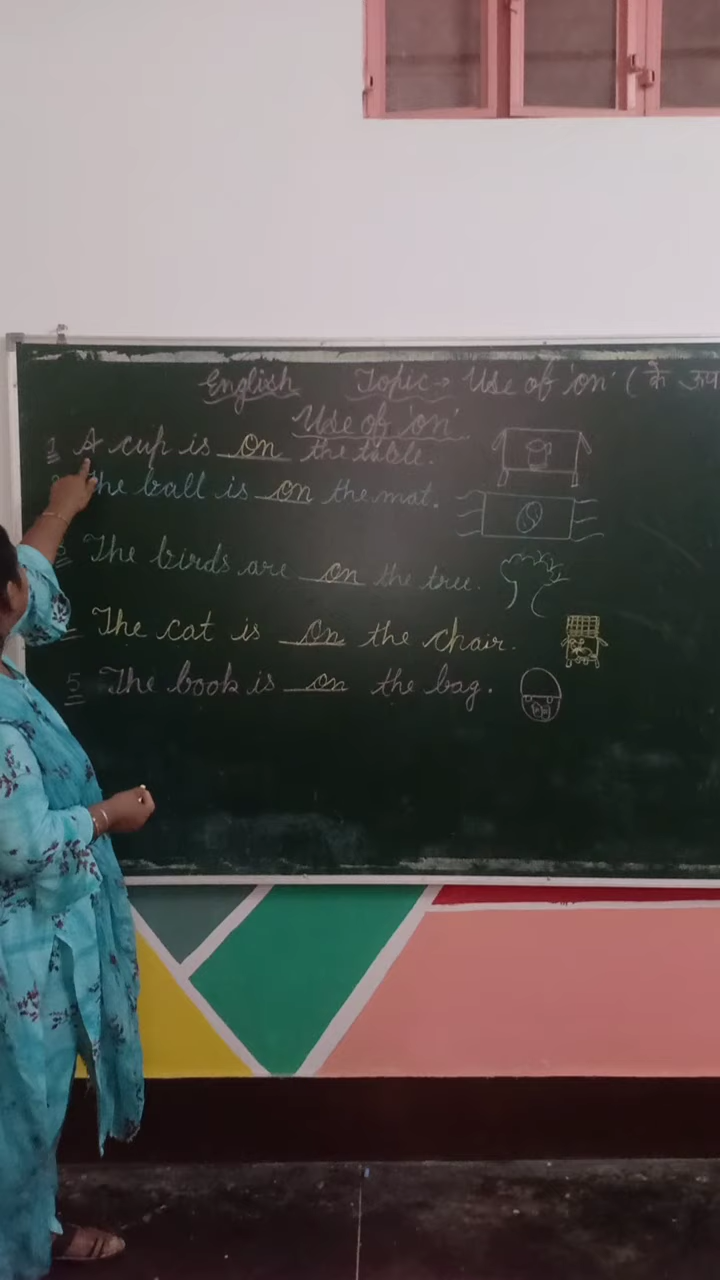 English Topic → Use of 'on' ( के ऊप
Use of 'on'
1 A cup is on the table.
The ball is on the mat.
3 The birds are on the tree.
The cat is on the chair.
5 The book is on the bag.